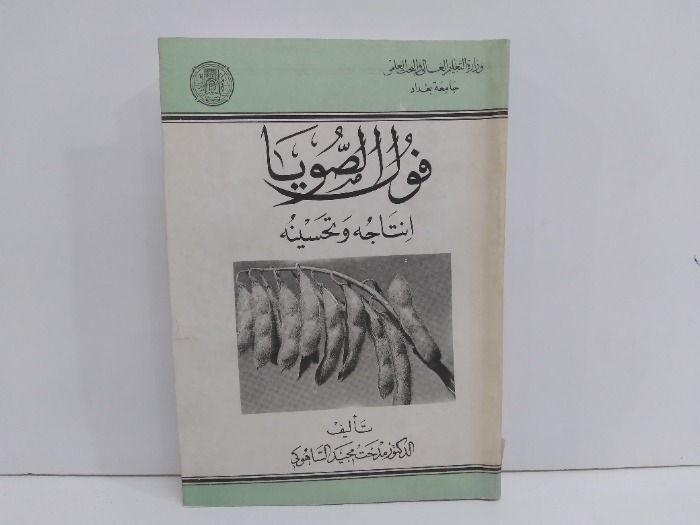 وزارة التعليم العالي والبحث العلمي
جامعة بغداد
فول الصويا
إنتاجه وتحسينه
تأليف
الدكتور مدحت مجيد الساهوكي